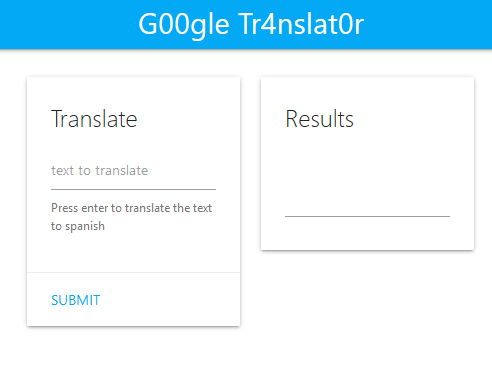 G00gle Tr4nslat0r
Translate
text to translate
Press enter to translate the text
to spanish
SUBMIT
Results